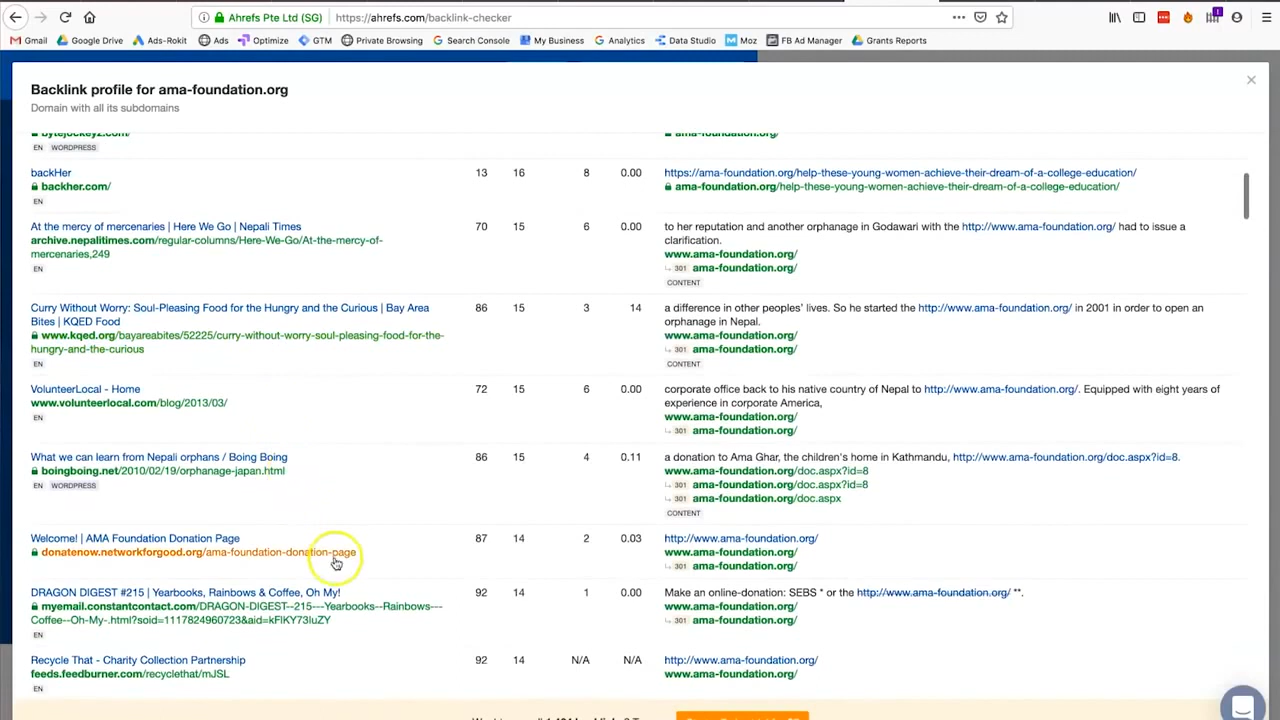 Ahrefs Pte Ltd (SG) https://ahrefs.com/backlink-checker
Gmail Google Drive Ads-Rokit Ads Optimize GTM Private Browsing Search Console My Business Analytics Data Studio Moz FB Ad Manager Grants Reports
Backlink profile for ama-foundation.org
Domain with all its subdomains
bytejockeyz.com/ ama-foundation.org/
EN WORDPRESS
backHer 13 16 8 0.00 https://ama-foundation.org/help-these-young-women-achieve-their-dream-of-a-college-education/
backher.com/ ama-foundation.org/help-these-young-women-achieve-their-dream-of-a-college-education/
EN
At the mercy of mercenaries | Here We Go | Nepali Times 70 15 6 0.00 to her reputation and another orphanage in Godawari with the http://www.ama-foundation.org/ had to issue a
archive.nepalitimes.com/regular-columns/Here-We-Go/At-the-mercy-of- clarification.
mercenaries,249 www.ama-foundation.org/
EN 301 ama-foundation.org/
CONTENT
Curry Without Worry: Soul-Pleasing Food for the Hungry and the Curious | Bay Area 86 15 3 14 a difference in other peoples' lives. So he started the http://www.ama-foundation.org/ in 2001 in order to open an
Bites | KQED Food orphanage in Nepal.
www.kqed.org/bayareabites/52225/curry-without-worry-soul-pleasing-food-for-the- www.ama-foundation.org/
hungry-and-the-curious 301 ama-foundation.org/
EN CONTENT
VolunteerLocal - Home 72 15 6 0.00 corporate office back to his native country of Nepal to http://www.ama-foundation.org/. Equipped with eight years of
www.volunteerlocal.com/blog/2013/03/ experience in corporate America,
EN www.ama-foundation.org/
301 ama-foundation.org/
What we can learn from Nepali orphans / Boing Boing 86 15 4 0.11 a donation to Ama Ghar, the children's home in Kathmandu, http://www.ama-foundation.org/doc.aspx?id=8.
boingboing.net/2010/02/19/orphanage-japan.html www.ama-foundation.org/doc.aspx?id=8
EN WORDPRESS 301 ama-foundation.org/doc.aspx?id=8
301 ama-foundation.org/doc.aspx
CONTENT
Welcome! | AMA Foundation Donation Page 87 14 2 0.03 http://www.ama-foundation.org/
donatenow.networkforgood.org/ama-foundation-donation-page www.ama-foundation.org/
301 ama-foundation.org/
DRAGON DIGEST #215 | Yearbooks, Rainbows & Coffee, Oh My! 92 14 1 0.00 Make an online-donation: SEBS * or the http://www.ama-foundation.org/ **.
myemail.constantcontact.com/DRAGON-DIGEST--215---Yearbooks--Rainbows--- www.ama-foundation.org/
Coffee--Oh-My-.html?soid=1117824960723&aid=kFlKY73luZY 301 ama-foundation.org/
EN
Recycle That - Charity Collection Partnership 92 14 N/A N/A http://www.ama-foundation.org/
feeds.feedburner.com/recyclethat/mJSL www.ama-foundation.org/
EN